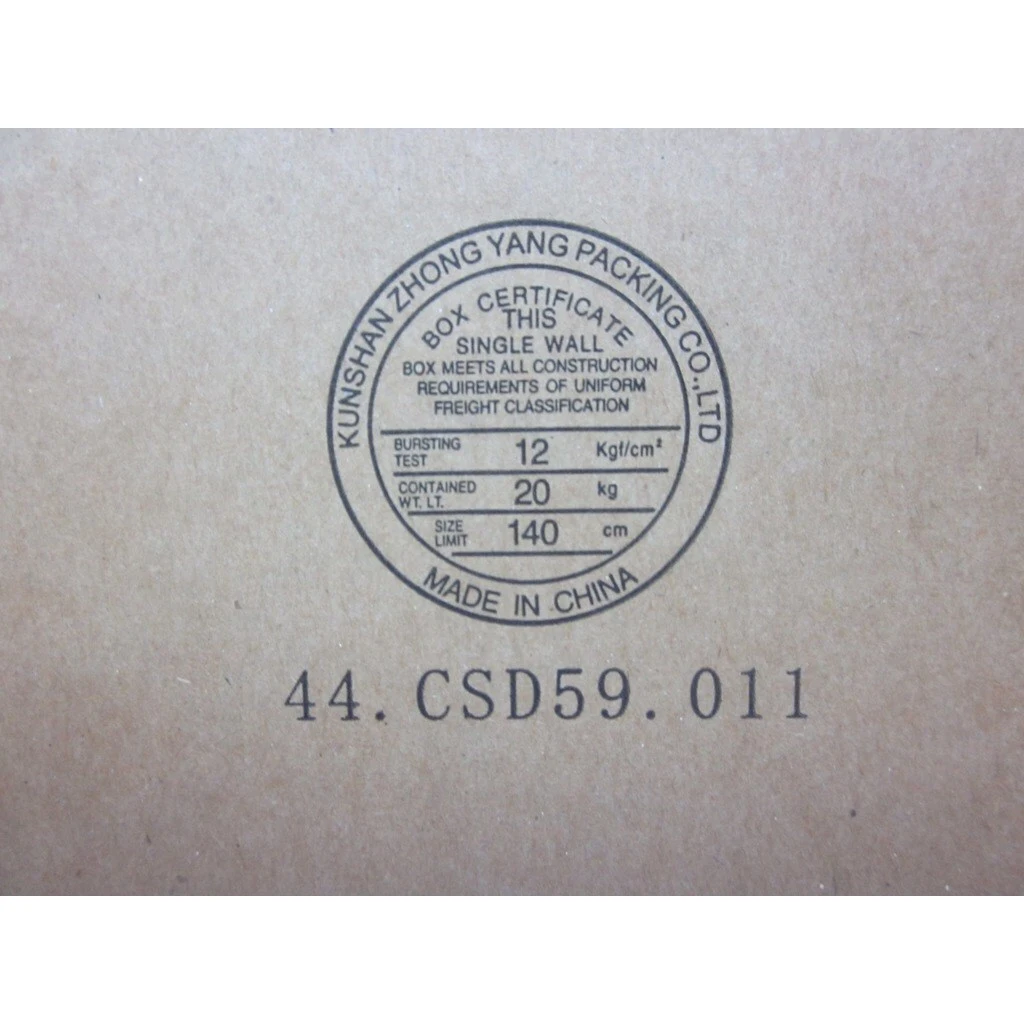 KUNSHAN ZHONG YANG PACKING CO.,LTD
BOX CERTIFICATE
THIS
SINGLE WALL
BOX MEETS ALL CONSTRUCTION
REQUIREMENTS OF UNIFORM
FREIGHT CLASSIFICATION
BURSTING TEST 12 Kgf/cm²
CONTAINED WT. LT. 20 kg
SIZE LIMIT 140 cm
MADE IN CHINA
44.CSD59.011